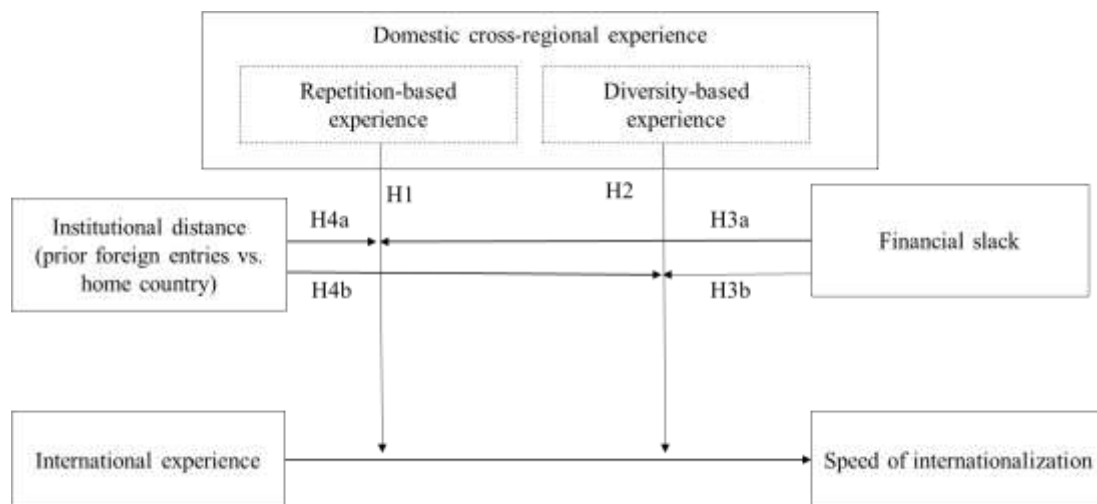 Domestic cross-regional experience
Repetition-based
experience
Diversity-based
experience
H1
H2
H4a
H3a
Institutional distance
(prior foreign entries vs.
home country)
Financial slack
H4b
H3b
International experience
Speed of internationalization